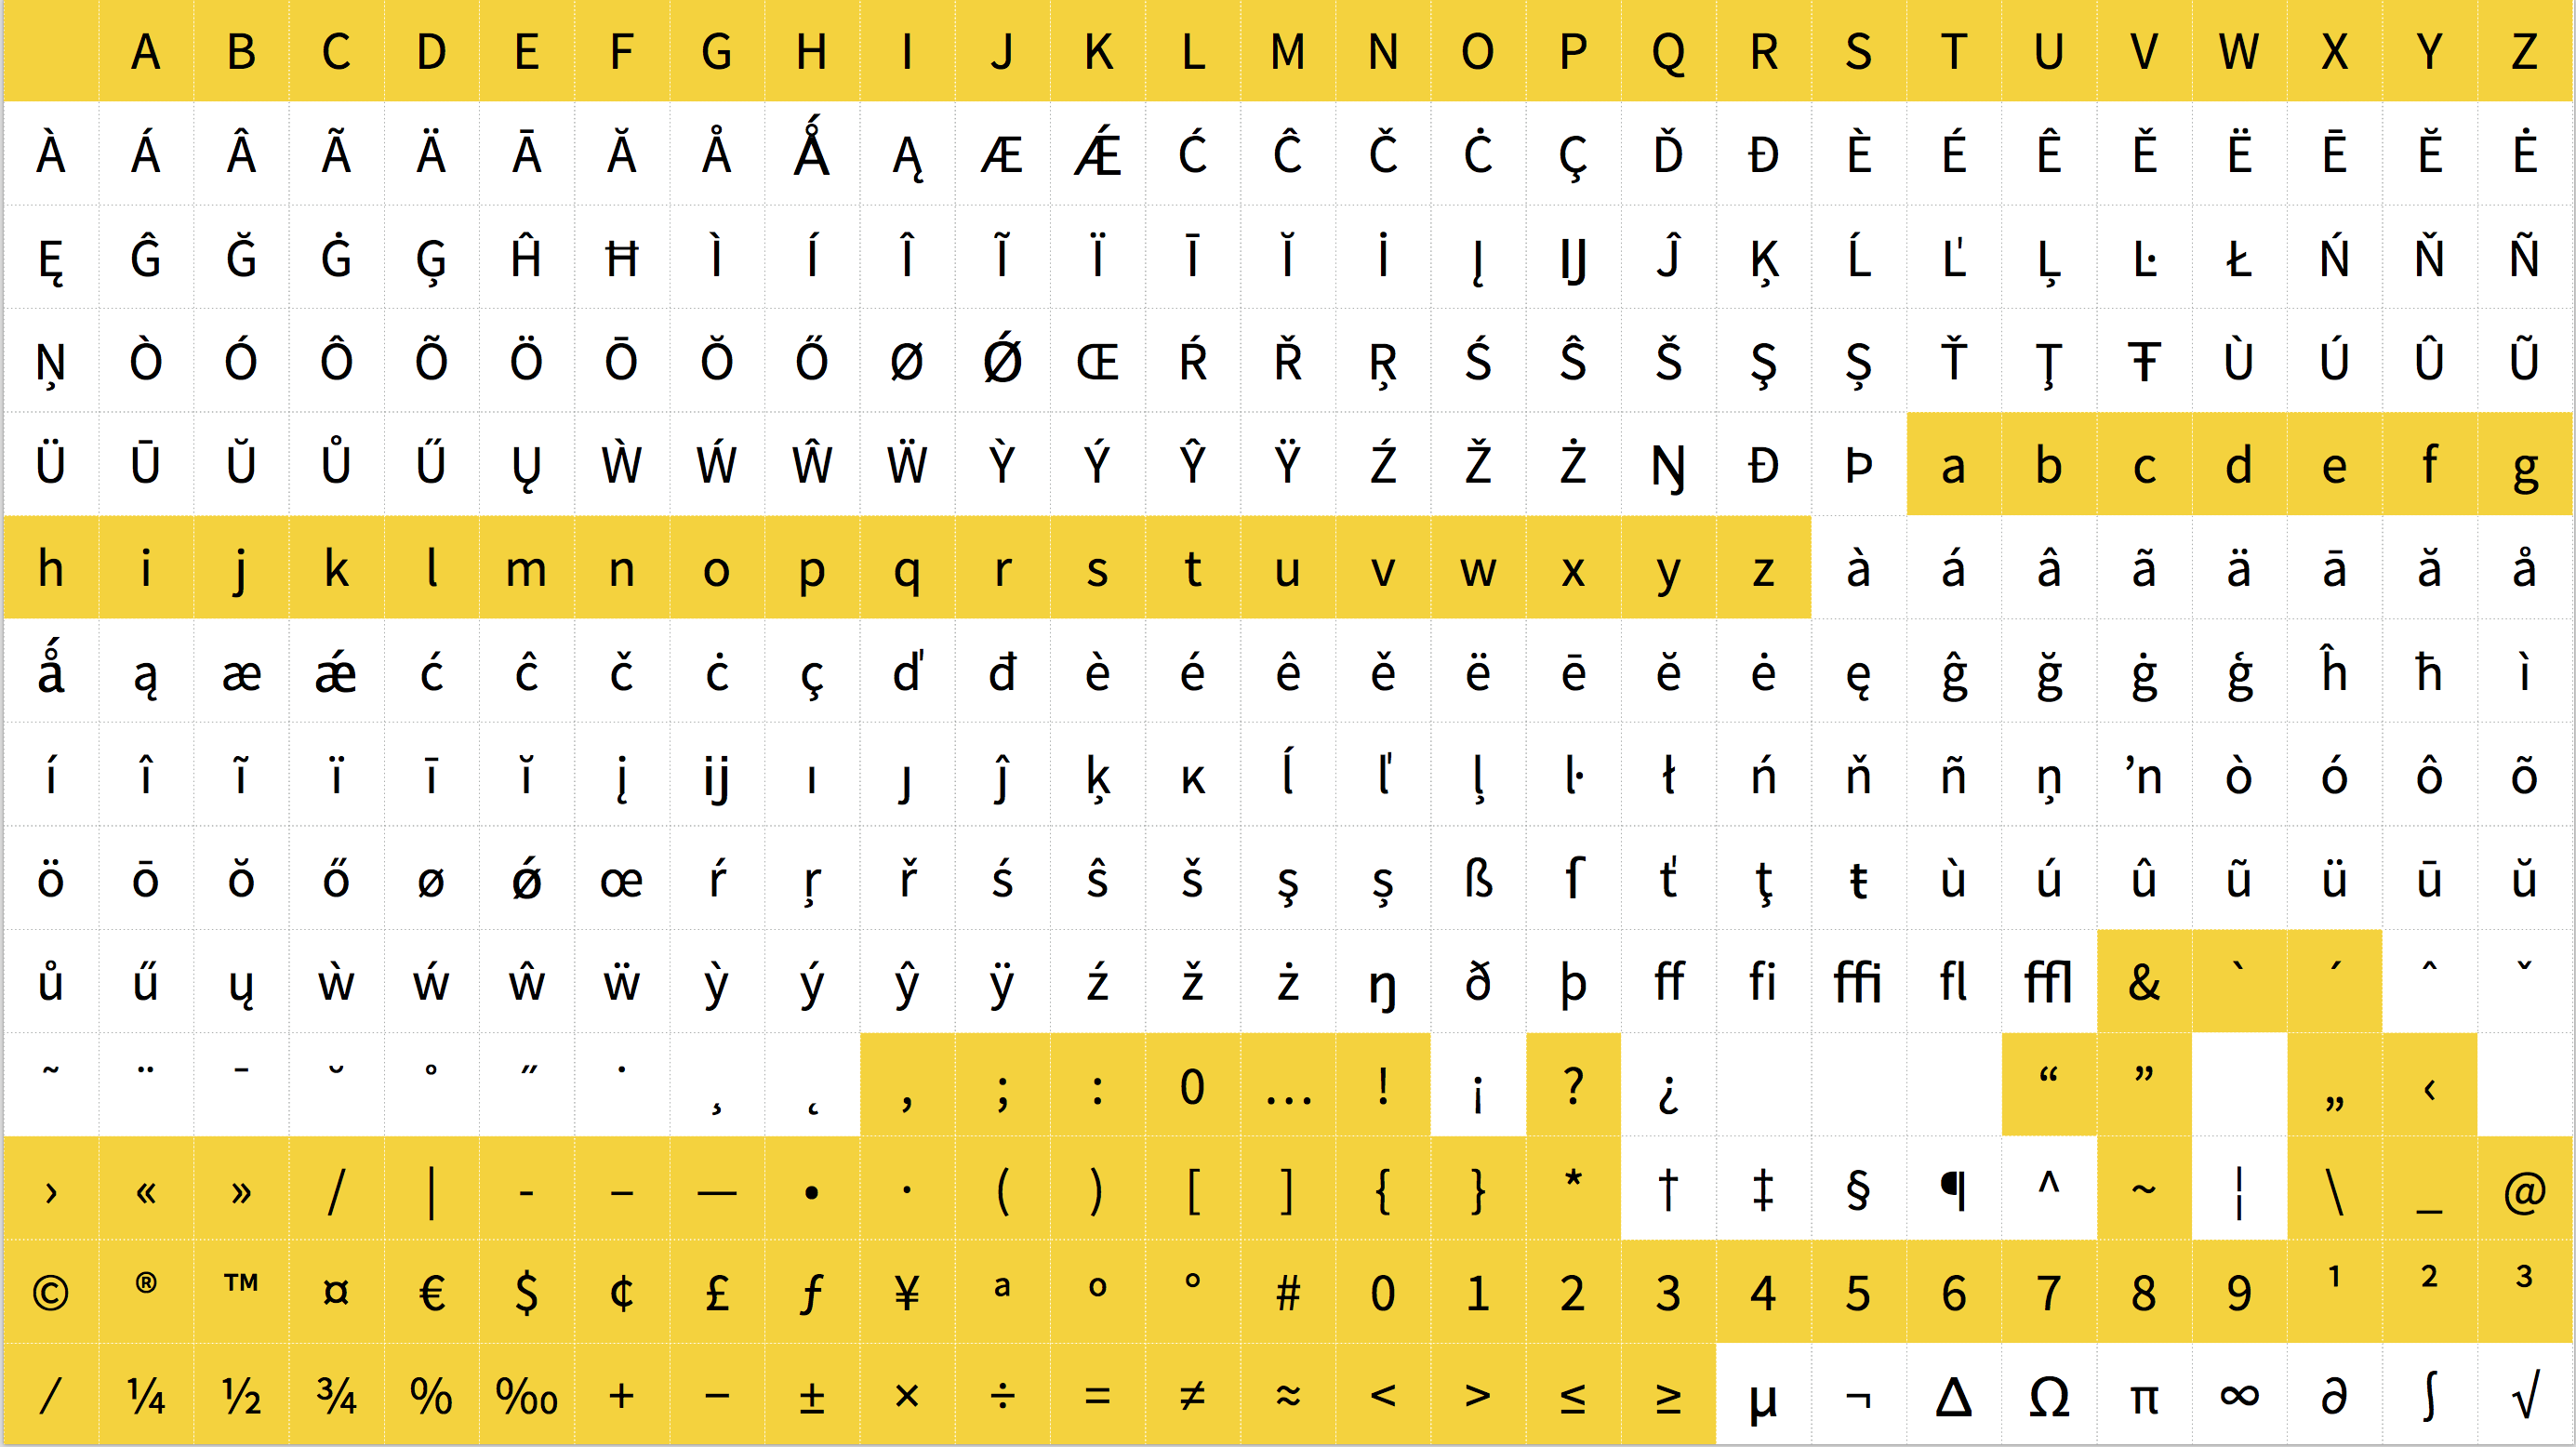 A B C D E F G H I J K L M N O P Q R S T U V W X Y Z
À Á Â Ã Ä Ā Ă Å Ǻ Ą Æ Ǽ Ć Ĉ Č Ċ Ç Ď Đ È É Ê Ě Ë Ē Ĕ Ė
Ę Ĝ Ğ Ġ Ģ Ĥ Ħ Ì Í Î Ĩ Ï Ī Ĭ İ Į IJ Ĵ Ķ Ĺ Ľ Ļ Ŀ Ł Ń Ň Ñ
Ņ Ò Ó Ô Õ Ö Ō Ŏ Ő Ø Ǿ Œ Ŕ Ř Ŗ Ś Ŝ Š Ş Ș Ť Ţ Ŧ Ù Ú Û Ũ
Ü Ū Ŭ Ů Ű Ų Ẁ Ẃ Ŵ Ẅ Ỳ Ý Ŷ Ÿ Ź Ž Ż Ŋ Ð Þ a b c d e f g
h i j k l m n o p q r s t u v w x y z à á â ã ä ā ă å
ǻ ą æ ǽ ć ĉ č ċ ç ď đ è é ê ě ë ē ĕ ė ę ĝ ğ ġ ģ ĥ ħ ì
í î ĩ ï ī ĭ į ij ı ȷ ĵ ķ ĸ ĺ ľ ļ ŀ ł ń ň ñ ņ ŉ ò ó ô õ
ö ō ŏ ő ø ǿ œ ŕ ŗ ř ś ŝ š ş ș ß ſ ť ţ ŧ ù ú û ũ ü ū ŭ
ů ű ų ẁ ẃ ŵ ẅ ỳ ý ŷ ÿ ź ž ż ŋ ð þ ff fi ffi fl ffl & ` ´ ˆ ˇ
˜ ¨ ˉ ˘ ˚ ˝ ˙ ¸ ˛ , ; : 0 … ! ¡ ? ¿ “ ” „ ‹
› « » / | - – — • · ( ) [ ] { } * † ‡ § ¶ ^ ~ ¦ \ _ @
© ® ™ ¤ € $ ¢ £ ƒ ¥ ª º ° # 0 1 2 3 4 5 6 7 8 9 ¹ ² ³
⁄ ¼ ½ ¾ % ‰ + − ± × ÷ = ≠ ≈ < > ≤ ≥ µ ¬ ∆ Ω π ∞ ∂ ∫ √